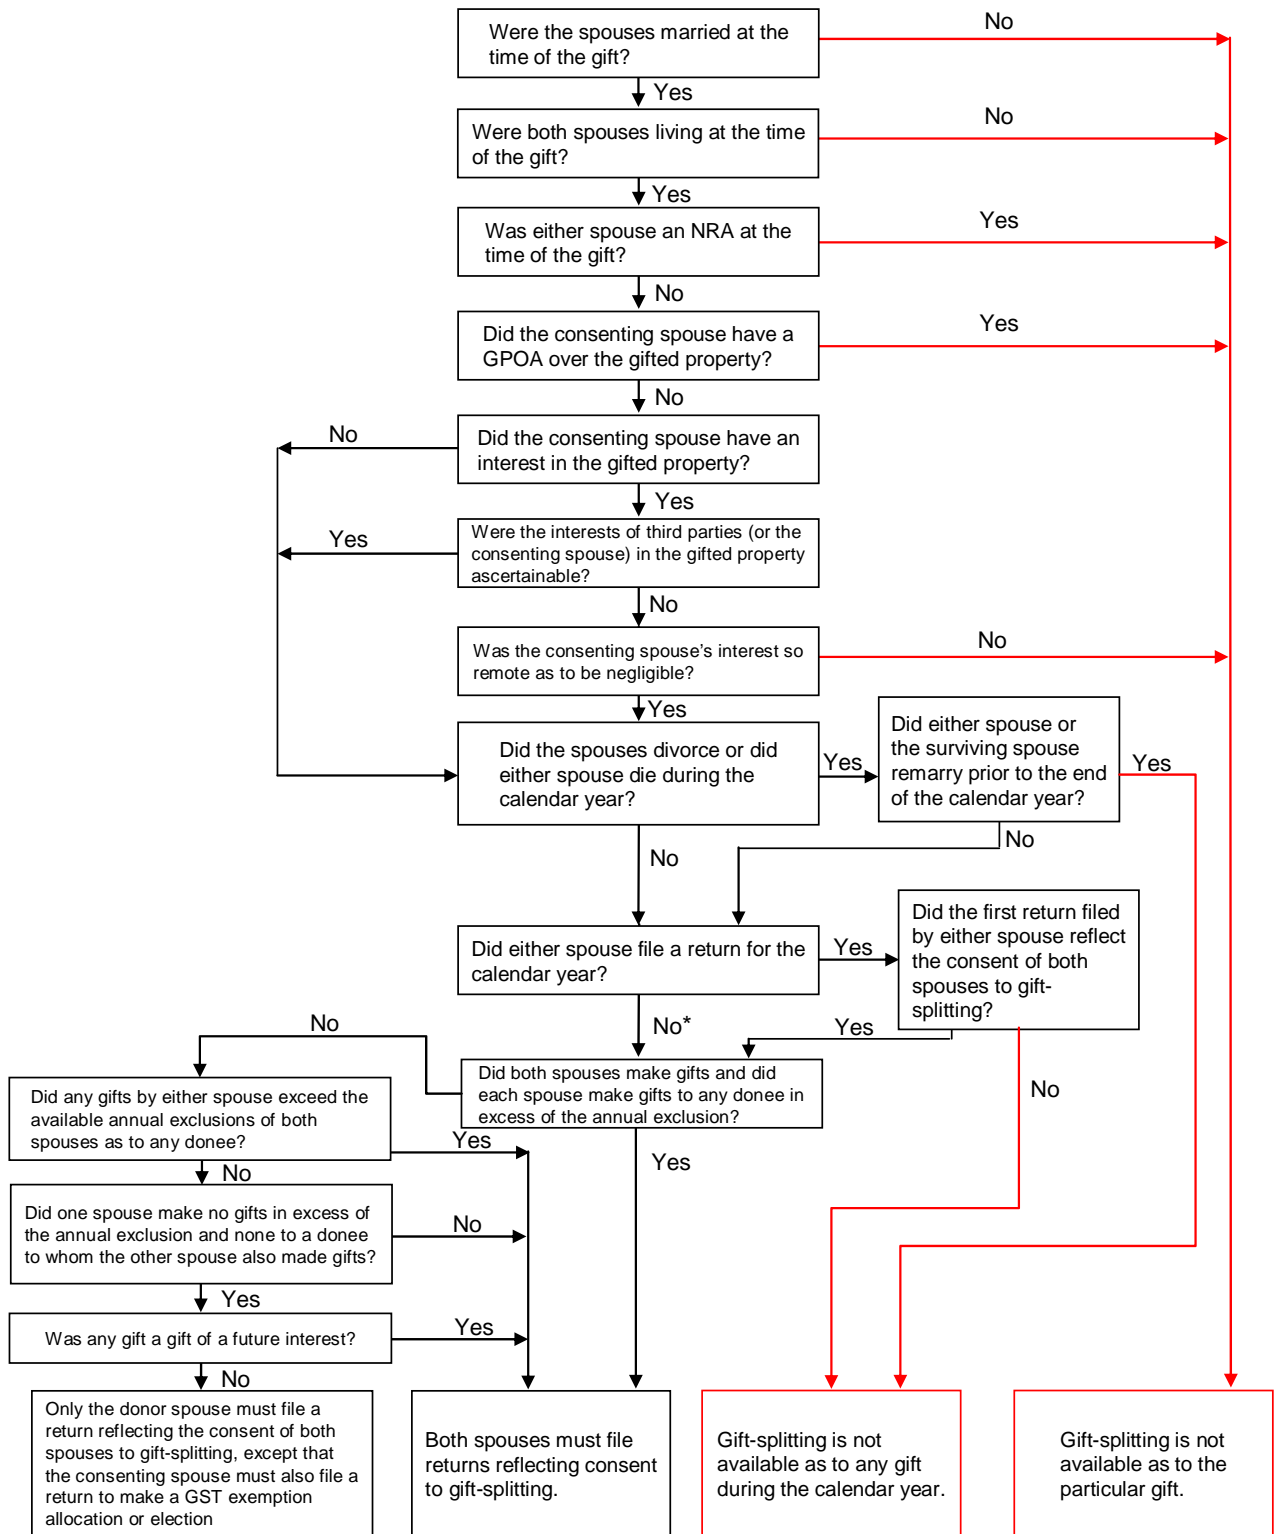 Were the spouses married at the
time of the gift?
No
Yes
Were both spouses living at the time
of the gift?
No
Yes
Was either spouse an NRA at the
time of the gift?
Yes
No
Did the consenting spouse have a
GPOA over the gifted property?
Yes
No
Did the consenting spouse have an
interest in the gifted property?
No
Yes
Were the interests of third parties (or the
consenting spouse) in the gifted property
ascertainable?
Yes
No
Was the consenting spouse's interest so
remote as to be negligible?
No
Yes
Did the spouses divorce or did
either spouse die during the
calendar year?
Yes
No
Did either spouse or
the surviving spouse
remarry prior to the end
of the calendar year?
Yes
No
Did either spouse file a return for the
calendar year?
Yes
No*
Did the first return filed
by either spouse reflect
the consent of both
spouses to gift-
splitting?
Yes
No
Did both spouses make gifts and did
each spouse make gifts to any donee in
excess of the annual exclusion?
No
Yes
Did any gifts by either spouse exceed the
available annual exclusions of both
spouses as to any donee?
Yes
No
Did one spouse make no gifts in excess of
the annual exclusion and none to a donee
to whom the other spouse also made gifts?
No
Yes
Was any gift a gift of a future interest?
Yes
No
Only the donor spouse must file a
return reflecting the consent of both
spouses to gift-splitting, except that
the consenting spouse must also file a
return to make a GST exemption
allocation or election
Both spouses must file
returns reflecting consent
to gift-splitting.
Gift-splitting is not
available as to any gift
during the calendar year.
Gift-splitting is not
available as to the
particular gift.